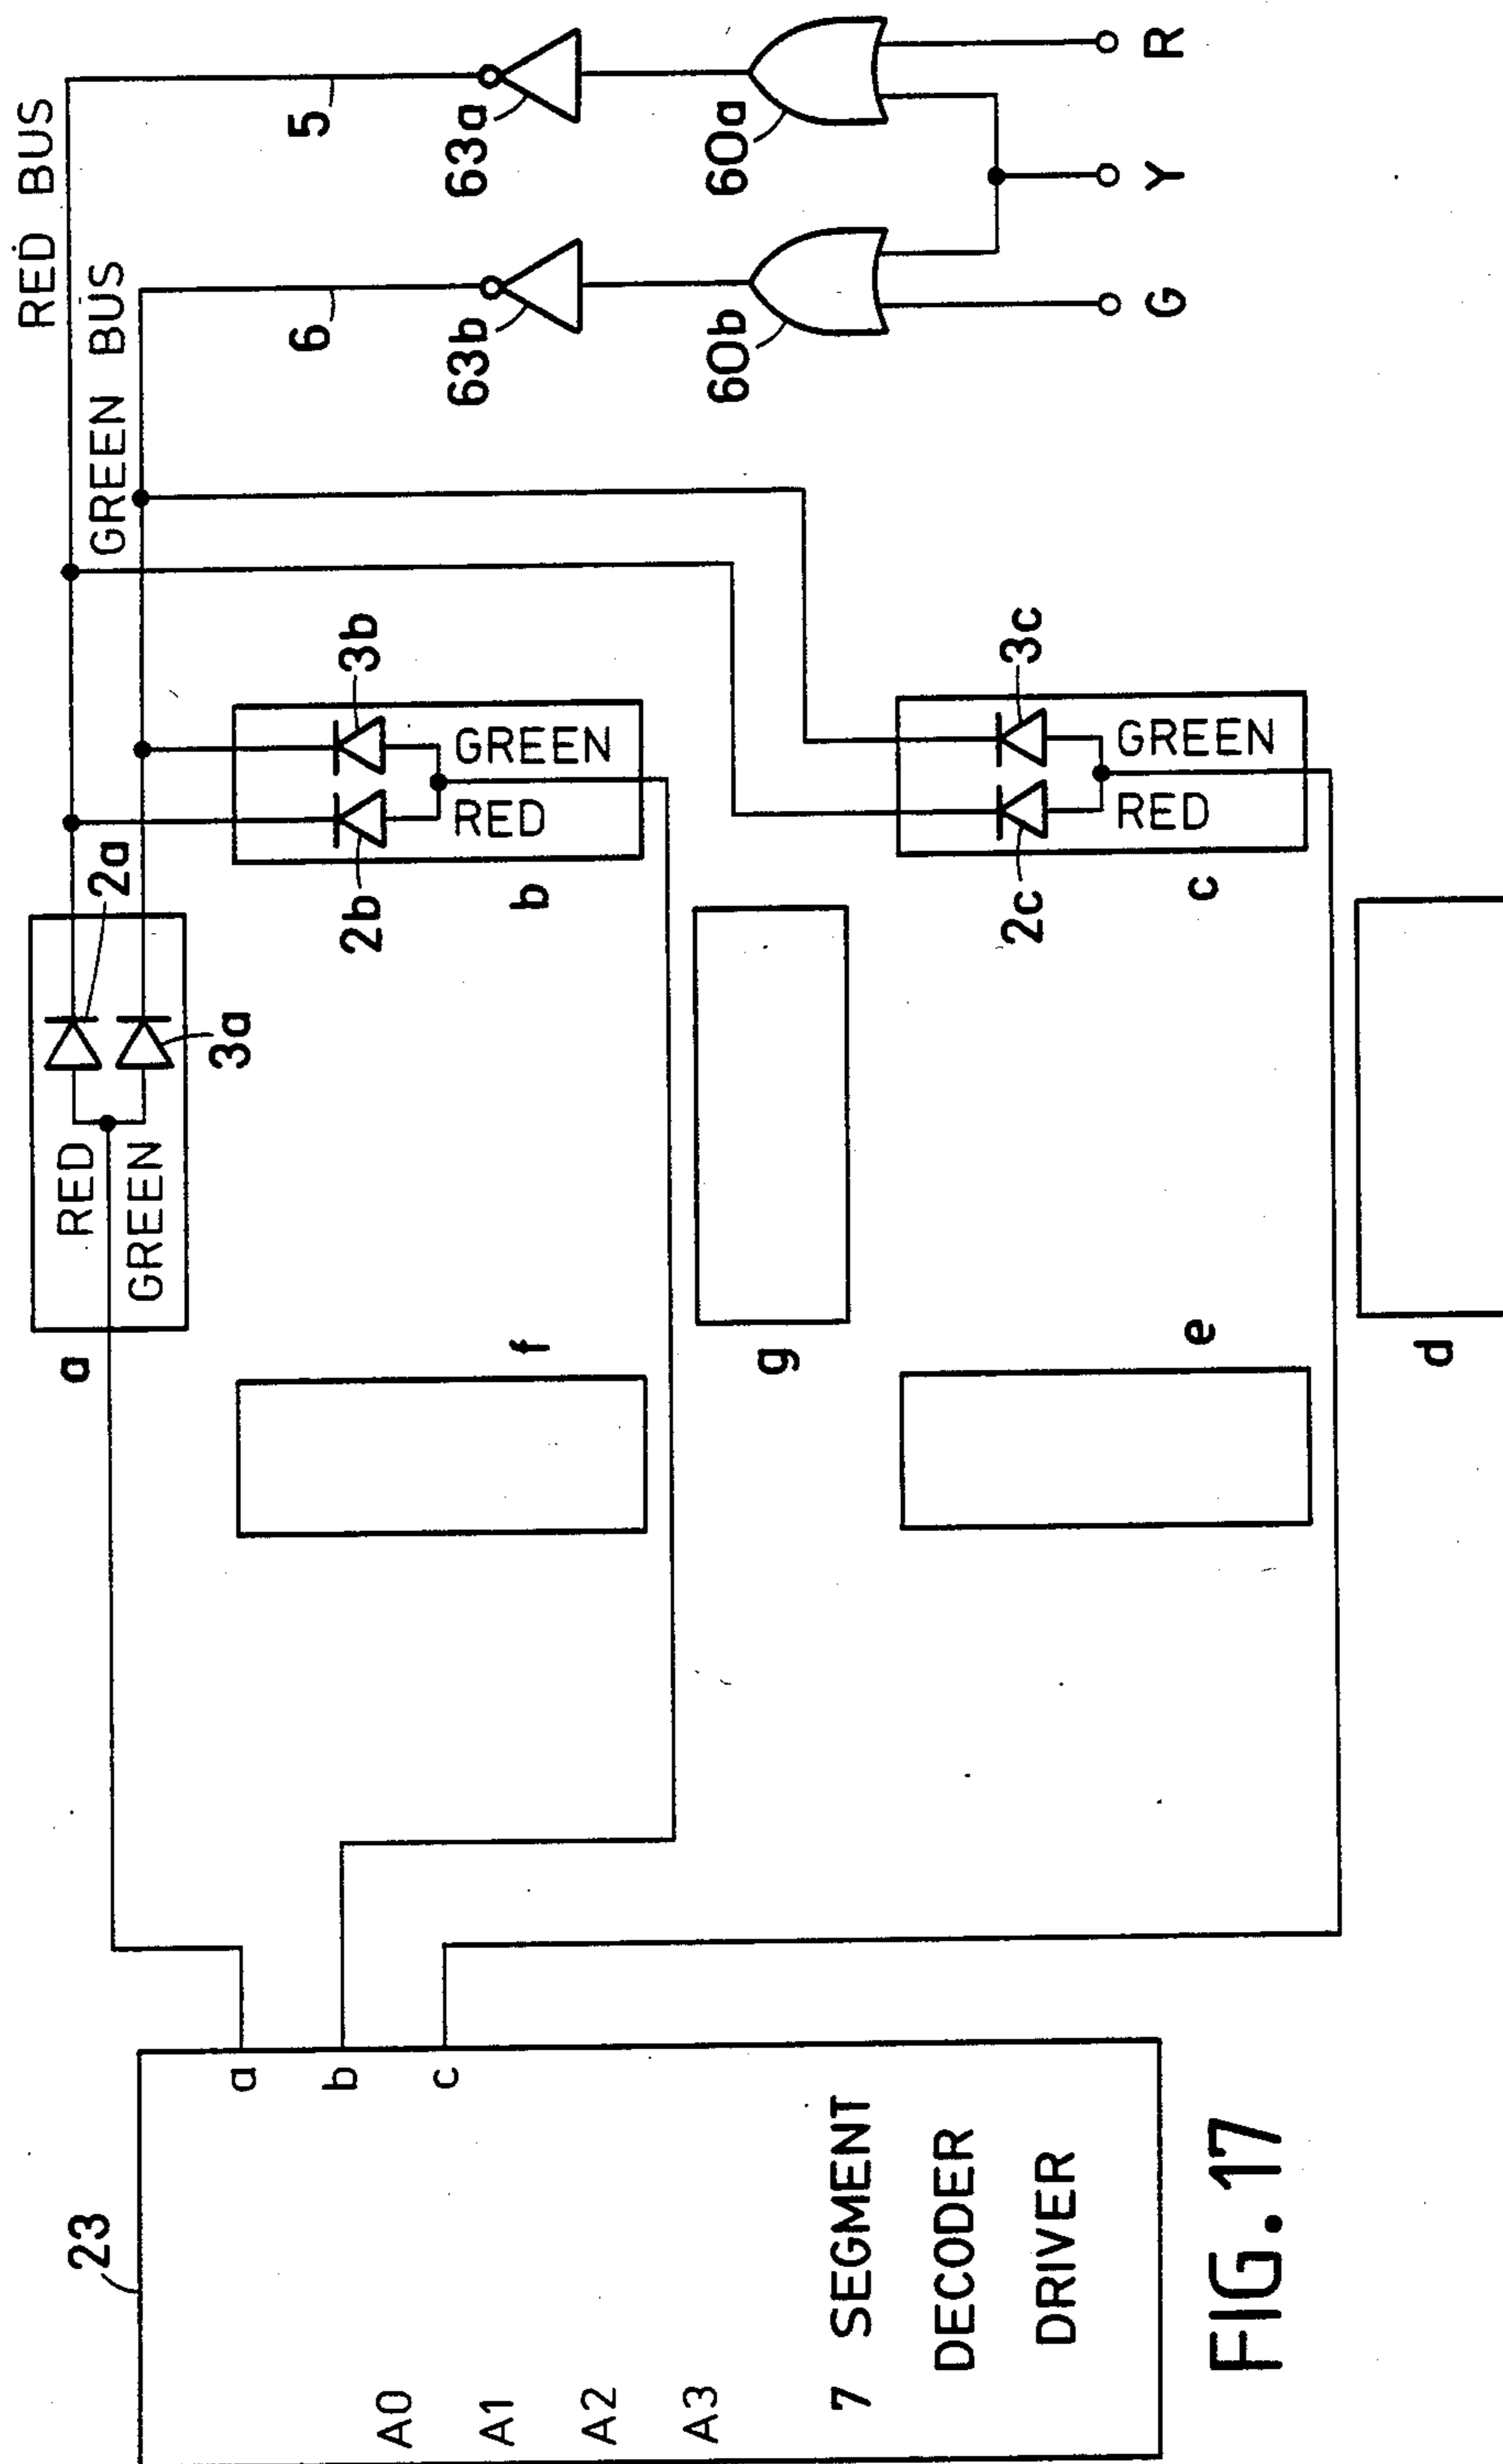 RED BUS
GREEN BUS
5
6
63a
63b
60a
60b
R
Y
G
RED
GREEN
2a
3a
a
2b
3b
RED
GREEN
b
2c
3c
RED
GREEN
c
f
g
e
d
23
a
b
c
A0
A1
A2
A3
7 SEGMENT
DECODER
DRIVER
FIG. 17